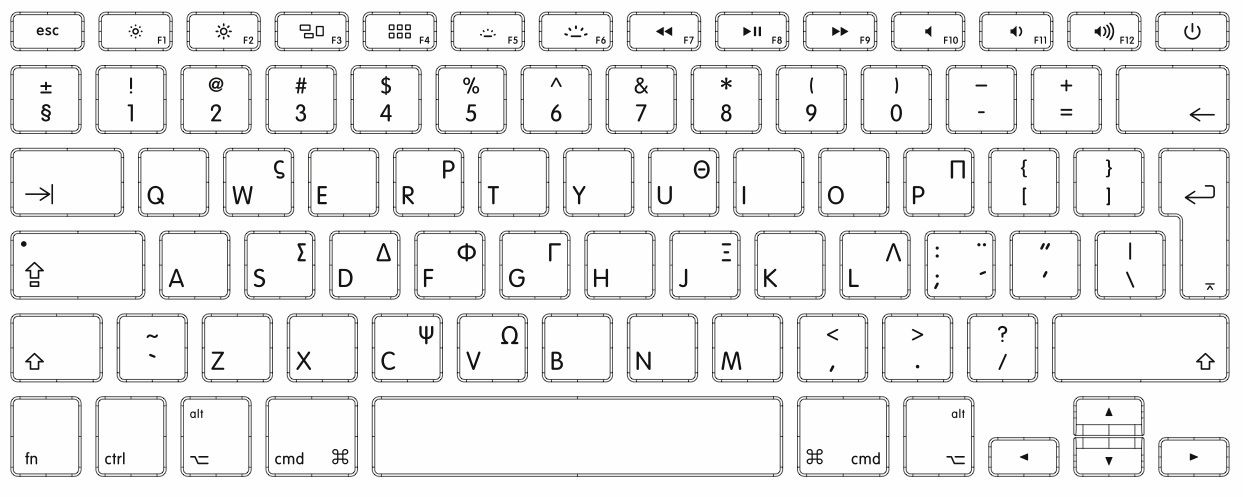 esc F1 F2 F3 F4 F5 F6 F7 F8 F9 F10 F11 F12
± ! @ # $ % ^ & * ( ) – +
§ 1 2 3 4 5 6 7 8 9 0 - =
ς Ρ Θ Π { }
Q W E R T Y U I O P [ ]
Σ Δ Φ Γ Ξ Λ : ¨ " |
A S D F G H J K L ; ´ ' \
~ Ψ Ω < > ?
` Z X C V B N M , . /
alt alt
fn ctrl ⌥ cmd ⌘ ⌘ cmd ⌥